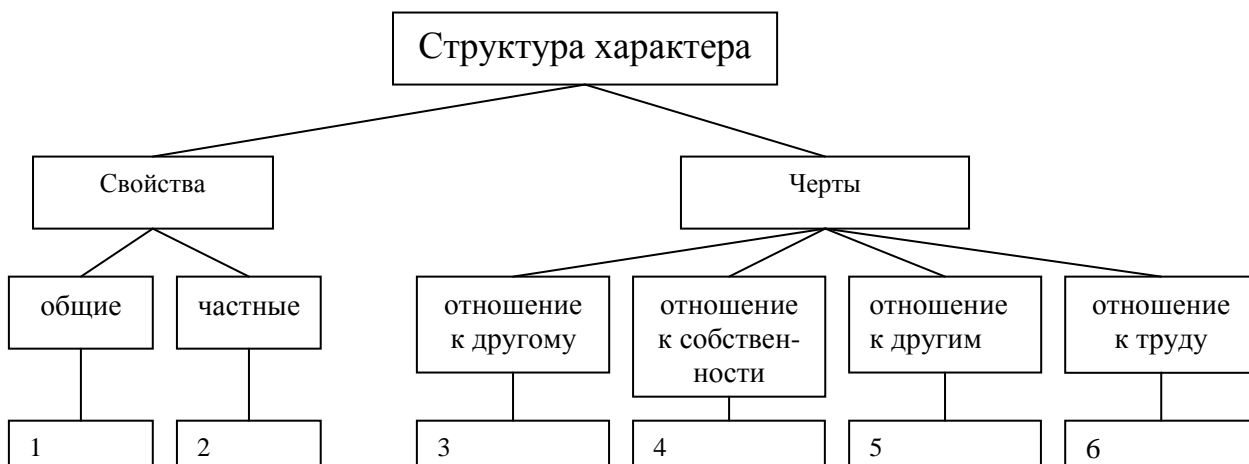 Структура характера
Свойства
Черты
общие
частные
отношение
к другому
отношение
к собствен-
ности
отношение
к другим
отношение
к труду
1
2
3
4
5
6